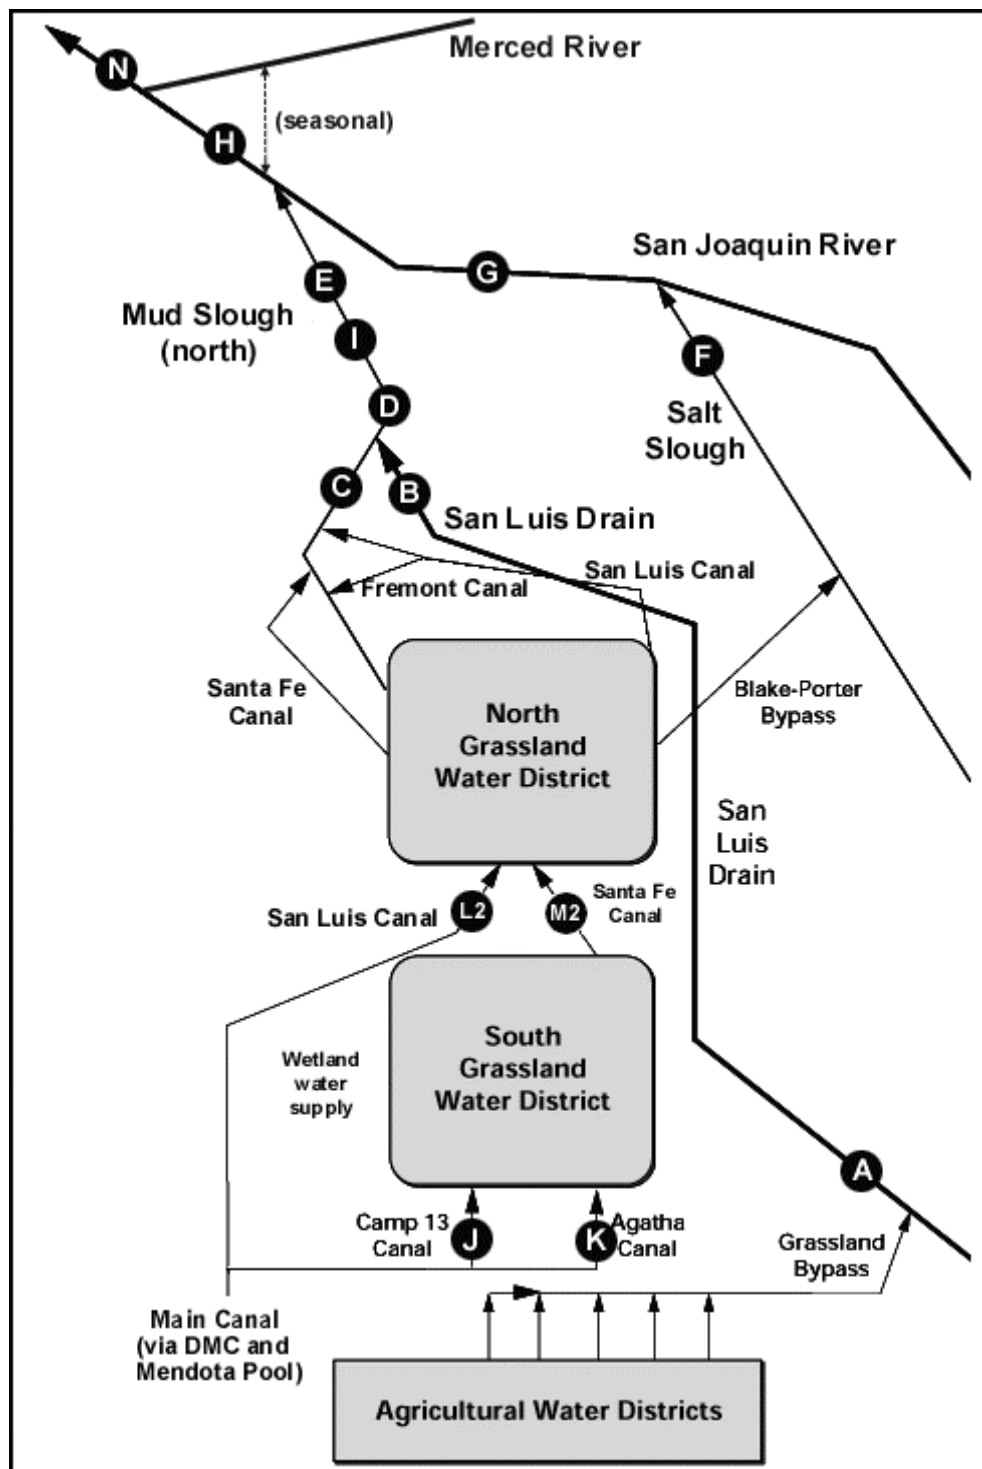 Merced River
N
(seasonal)
H
San Joaquin River
G
E
Mud Slough
(north)
I
F
D
Salt
Slough
C
B
San Luis Drain
San Luis Canal
Fremont Canal
Santa Fe
Canal
Blake-Porter
Bypass
North
Grassland
Water District
San
Luis
Drain
San Luis Canal
L2
M2
Santa Fe
Canal
South
Grassland
Water District
Wetland
water
supply
A
Camp 13
Canal
J
K
Agatha
Canal
Grassland
Bypass
Main Canal
(via DMC and
Mendota Pool)
Agricultural Water Districts